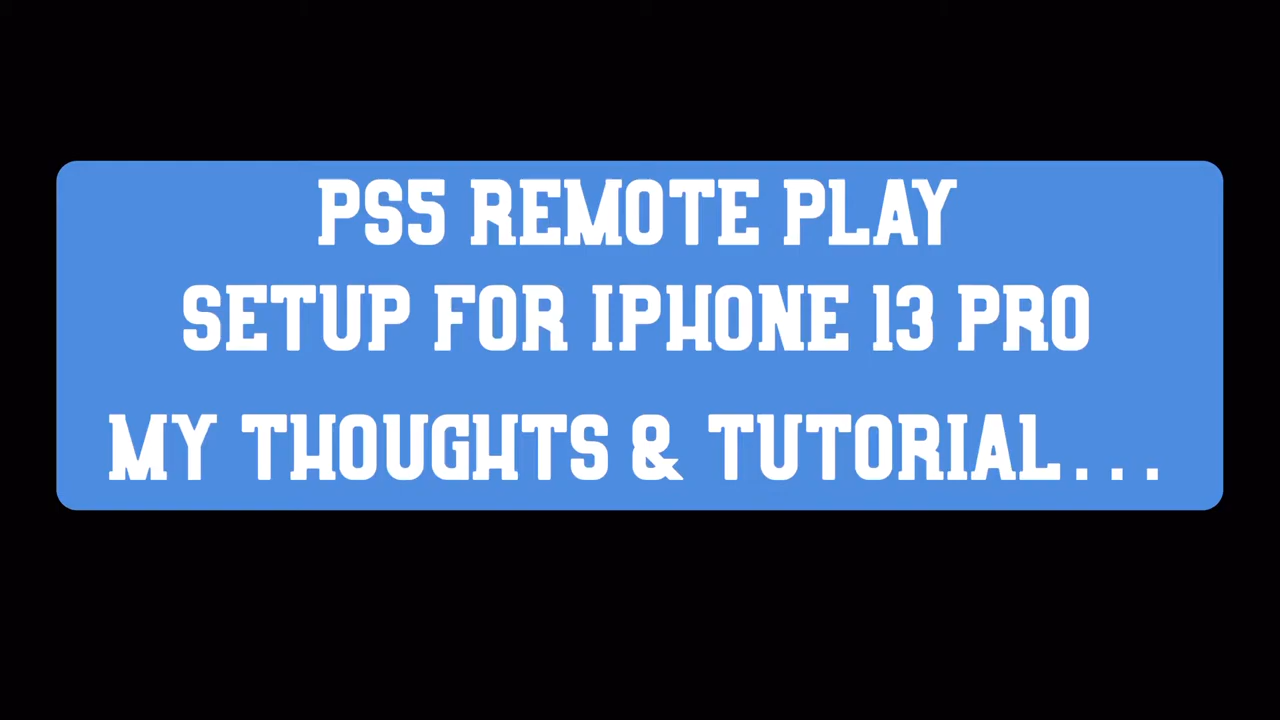 PS5 REMOTE PLAY
SETUP FOR IPHONE 13 PRO
MY THOUGHTS & TUTORIAL...